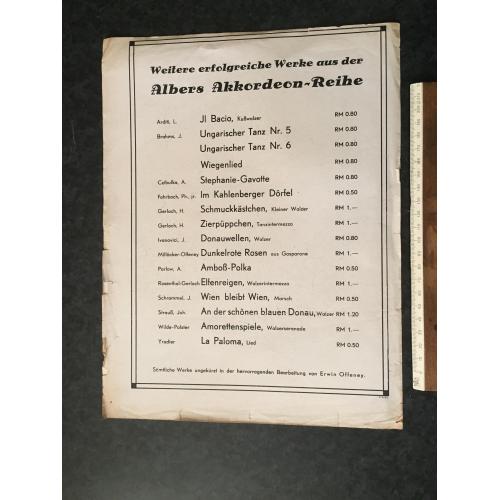 Weitere erfolgreiche Werke aus der
Albers Akkordeon-Reihe
Arditi, L. Jl Bacio, Kußwalzer RM 0.80
Brahms, J. Ungarischer Tanz Nr. 5 RM 0.80
Ungarischer Tanz Nr. 6 RM 0.80
Wiegenlied RM 0.80
Czibulka, A. Stephanie-Gavotte RM 0.80
Fahrbach, Ph., jr. Im Kahlenberger Dörfel RM 0.50
Gerlach, H. Schmuckkästchen, Kleiner Walzer RM 1.—
Gerlach, H. Zierpüppchen, Tanzintermezzo RM 1.—
Ivanovici, J. Donauwellen, Walzer RM 0.80
Millöcker-Offeney Dunkelrote Rosen aus Gasparone RM 1.—
Parlow, A. Amboß-Polka RM 0.50
Rosenthal-Gerlach Elfenreigen, Walzerintermezzo RM 1.—
Schrammel, J. Wien bleibt Wien, Marsch RM 0.50
Strauß, Joh. An der schönen blauen Donau, Walzer RM 1.20
Wilde-Polster Amorettenspiele, Walzerserenade RM 1.—
Yradier La Paloma, Lied RM 0.50
Sämtliche Werke ungekürzt in der hervorragenden Bearbeitung von Erwin Offeney.